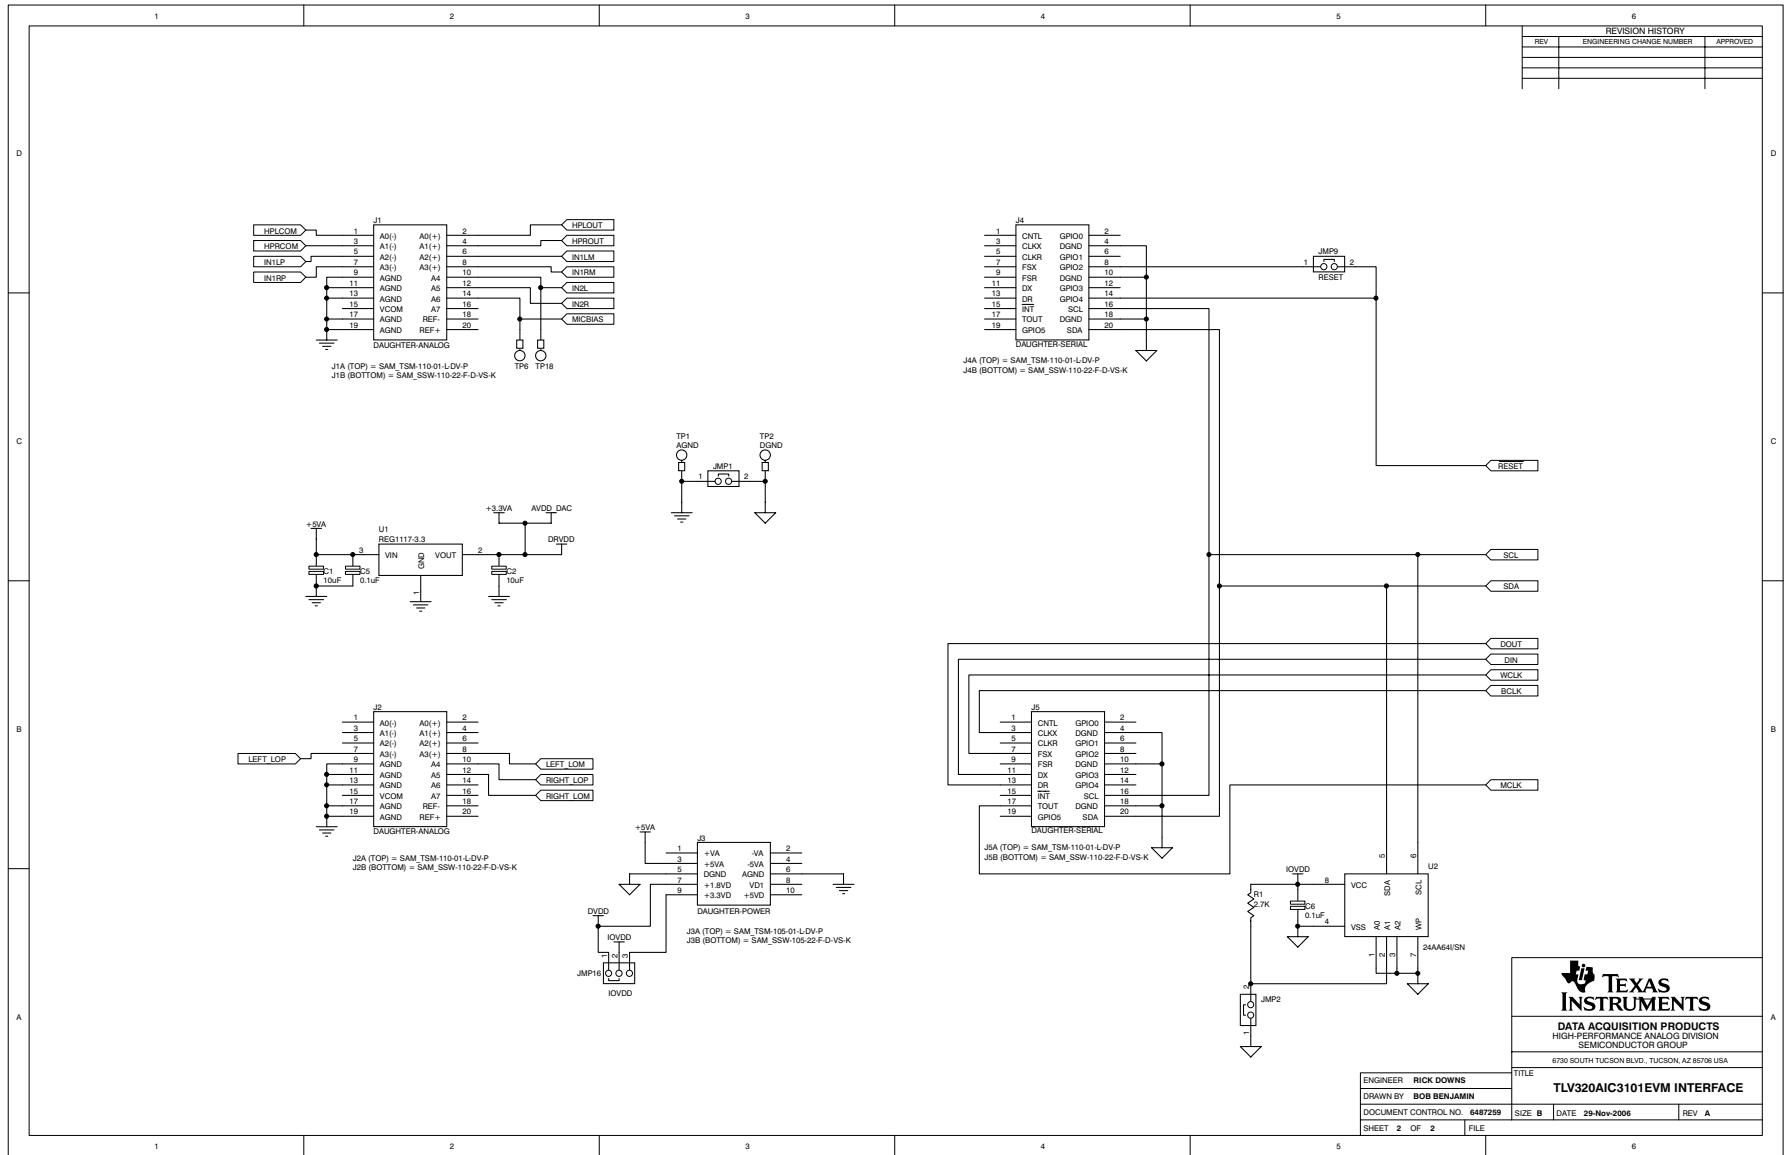 1 2 3 4 5 6
REVISION HISTORY
REV ENGINEERING CHANGE NUMBER APPROVED
D D
C C
B B
A A
J1
HPLCOM
HPRCOM
IN1LP
IN1RP
1 A0(-) A0(+) 2
3 A1(-) A1(+) 4
5 A2(-) A2(+) 6
7 A3(-) A3(+) 8
9 AGND A4 10
11 AGND A5 12
13 AGND A6 14
15 VCOM A7 16
17 AGND REF- 18
19 AGND REF+ 20
DAUGHTER-ANALOG
HPLOUT
HPROUT
IN1LM
IN1RM
IN2L
IN2R
MICBIAS
TP6 TP18
J1A (TOP) = SAM_TSM-110-01-L-DV-P
J1B (BOTTOM) = SAM_SSW-110-22-F-D-VS-K
J4
1 CNTL GPIO0 2
3 CLKX DGND 4
5 CLKR GPIO1 6
7 FSX GPIO2 8
9 FSR DGND 10
11 DX GPIO3 12
13 DR GPIO4 14
15 INT SCL 16
17 TOUT DGND 18
19 GPIO5 SDA 20
DAUGHTER-SERIAL
J4A (TOP) = SAM_TSM-110-01-L-DV-P
J4B (BOTTOM) = SAM_SSW-110-22-F-D-VS-K
JMP9
1 2
RESET
TP1
AGND
TP2
DGND
JMP1
1 2
RESET
SCL
SDA
DOUT
DIN
WCLK
BCLK
MCLK
+5VA
U1
REG1117-3.3
3 VIN GND VOUT 2
1
C1
10uF
C5
0.1uF
+3.3VA AVDD_DAC
DRVDD
C2
10uF
J2
LEFT_LOP
1 A0(-) A0(+) 2
3 A1(-) A1(+) 4
5 A2(-) A2(+) 6
7 A3(-) A3(+) 8
9 AGND A4 10
11 AGND A5 12
13 AGND A6 14
15 VCOM A7 16
17 AGND REF- 18
19 AGND REF+ 20
DAUGHTER-ANALOG
LEFT_LOM
RIGHT_LOP
RIGHT_LOM
J2A (TOP) = SAM_TSM-110-01-L-DV-P
J2B (BOTTOM) = SAM_SSW-110-22-F-D-VS-K
+5VA
J3
1 +VA -VA 2
3 +5VA -5VA 4
5 DGND AGND 6
7 +1.8VD VD1 8
9 +3.3VD +5VD 10
DAUGHTER-POWER
J3A (TOP) = SAM_TSM-105-01-L-DV-P
J3B (BOTTOM) = SAM_SSW-105-22-F-D-VS-K
DVDD
IOVDD
1 2 3
JMP16
IOVDD
J5
1 CNTL GPIO0 2
3 CLKX DGND 4
5 CLKR GPIO1 6
7 FSX GPIO2 8
9 FSR DGND 10
11 DX GPIO3 12
13 DR GPIO4 14
15 INT SCL 16
17 TOUT DGND 18
19 GPIO5 SDA 20
DAUGHTER-SERIAL
J5A (TOP) = SAM_TSM-110-01-L-DV-P
J5B (BOTTOM) = SAM_SSW-110-22-F-D-VS-K
5 6
U2
IOVDD
8 VCC SDA SCL
R1
2.7K
C6
0.1uF
4 VSS A0 A1 A2 WP
24AA64I/SN
1 2 3 7
2
JMP2
1
TEXAS
INSTRUMENTS
DATA ACQUISITION PRODUCTS
HIGH-PERFORMANCE ANALOG DIVISION
SEMICONDUCTOR GROUP
6730 SOUTH TUCSON BLVD., TUCSON, AZ 85706 USA
TITLE
TLV320AIC3101EVM INTERFACE
ENGINEER RICK DOWNS
DRAWN BY BOB BENJAMIN
DOCUMENT CONTROL NO. 6487259
SIZE B DATE 29-Nov-2006 REV A
SHEET 2 OF 2 FILE
1 2 3 4 5 6